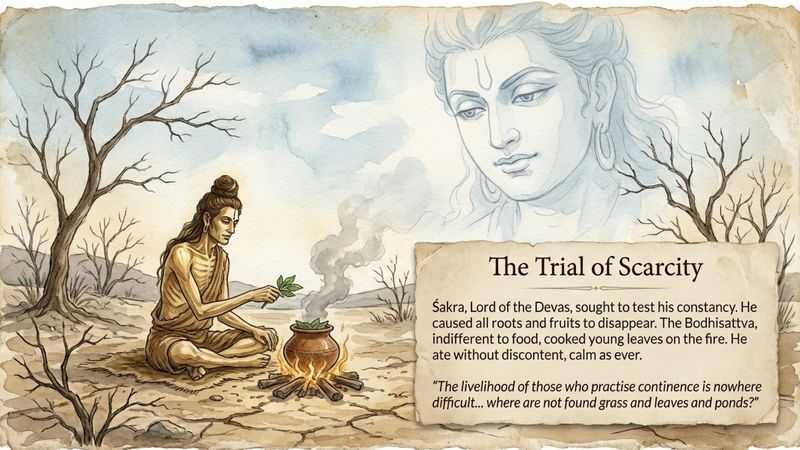 The Trial of Scarcity
Śakra, Lord of the Devas, sought to test his constancy. He
caused all roots and fruits to disappear. The Bodhisattva,
indifferent to food, cooked young leaves on the fire. He
ate without discontent, calm as ever.
“The livelihood of those who practise continence is nowhere
difficult... where are not found grass and leaves and ponds?”